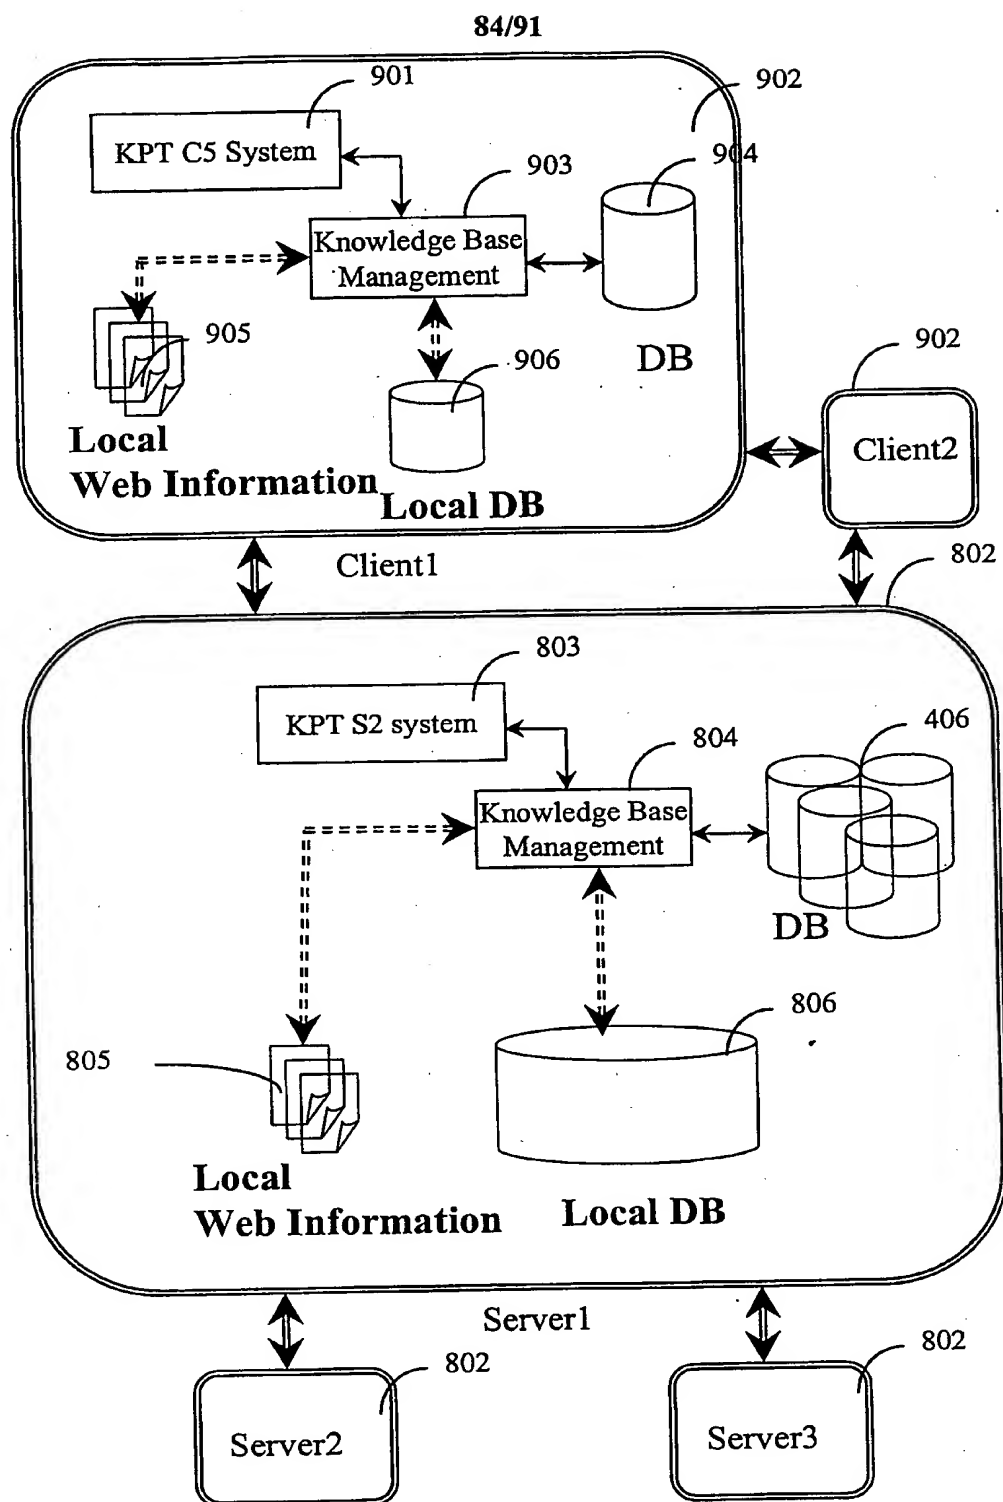 84/91
901
902
KPT C5 System
904
903
Knowledge Base
Management
905
906
DB
902
Local
Web Information
Local DB
Client2
Client1
802
803
KPT S2 system
804
406
Knowledge Base
Management
DB
806
805
Local
Web Information
Local DB
Server1
802
802
Server2
Server3